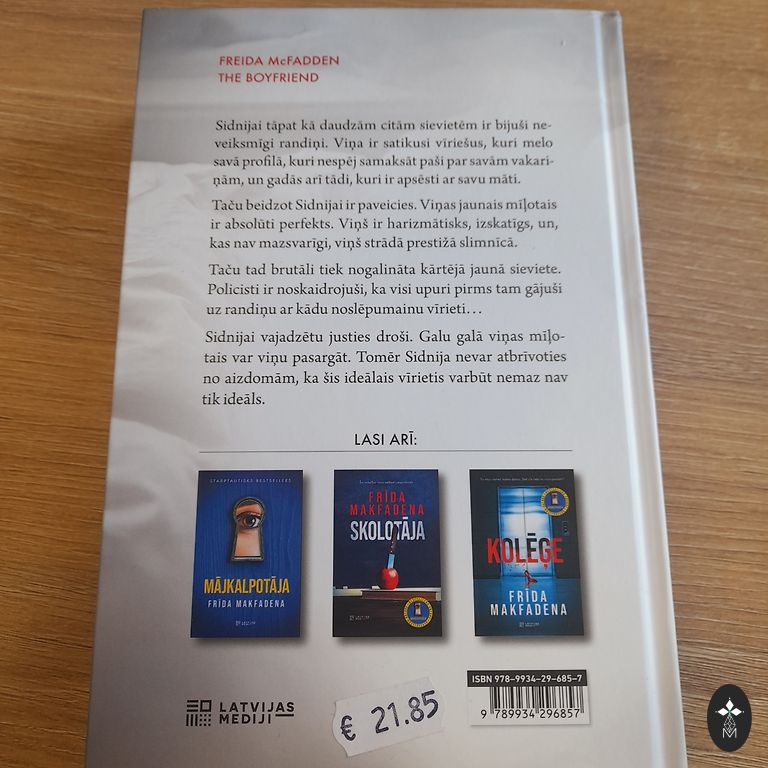 FREIDA McFADDEN
THE BOYFRIEND
Sidnijai tāpat kā daudzām citām sievietēm ir bijuši ne-
veiksmīgi randiņi. Viņa ir satikusi vīriešus, kuri melo
savā profilā, kuri nespēj samaksāt paši par savām vakari-
ņām, un gadās arī tādi, kuri ir apsēsti ar savu māti.
Taču beidzot Sidnijai ir paveicies. Viņas jaunais mīļotais
ir absolūti perfekts. Viņš ir harizmātisks, izskatīgs, un,
kas nav mazsvarīgi, viņš strādā prestižā slimnīcā.
Taču tad brutāli tiek nogalināta kārtējā jaunā sieviete.
Policisti ir noskaidrojuši, ka visi upuri pirms tam gājuši
uz randiņu ar kādu noslēpumainu vīrieti...
Sidnijai vajadzētu justies droši. Galu galā viņas mīļo-
tais var viņu pasargāt. Tomēr Sidnija nevar atbrīvoties
no aizdomām, ka šis ideālais vīrietis varbūt nemaz nav
tik ideāls.
LASI ARĪ:
STARPTAUTISKS BESTSELLERS
MĀJKALPOTĀJA
FRĪDA MAKFADENA
FRĪDA
MAKFADENA
SKOLOTĀJA
KOLĒĢE
FRĪDA
MAKFADENA
LATVIJAS
MEDIJI
€ 21.85
ISBN 978-9934-29-685-7
9 789934 296857
M